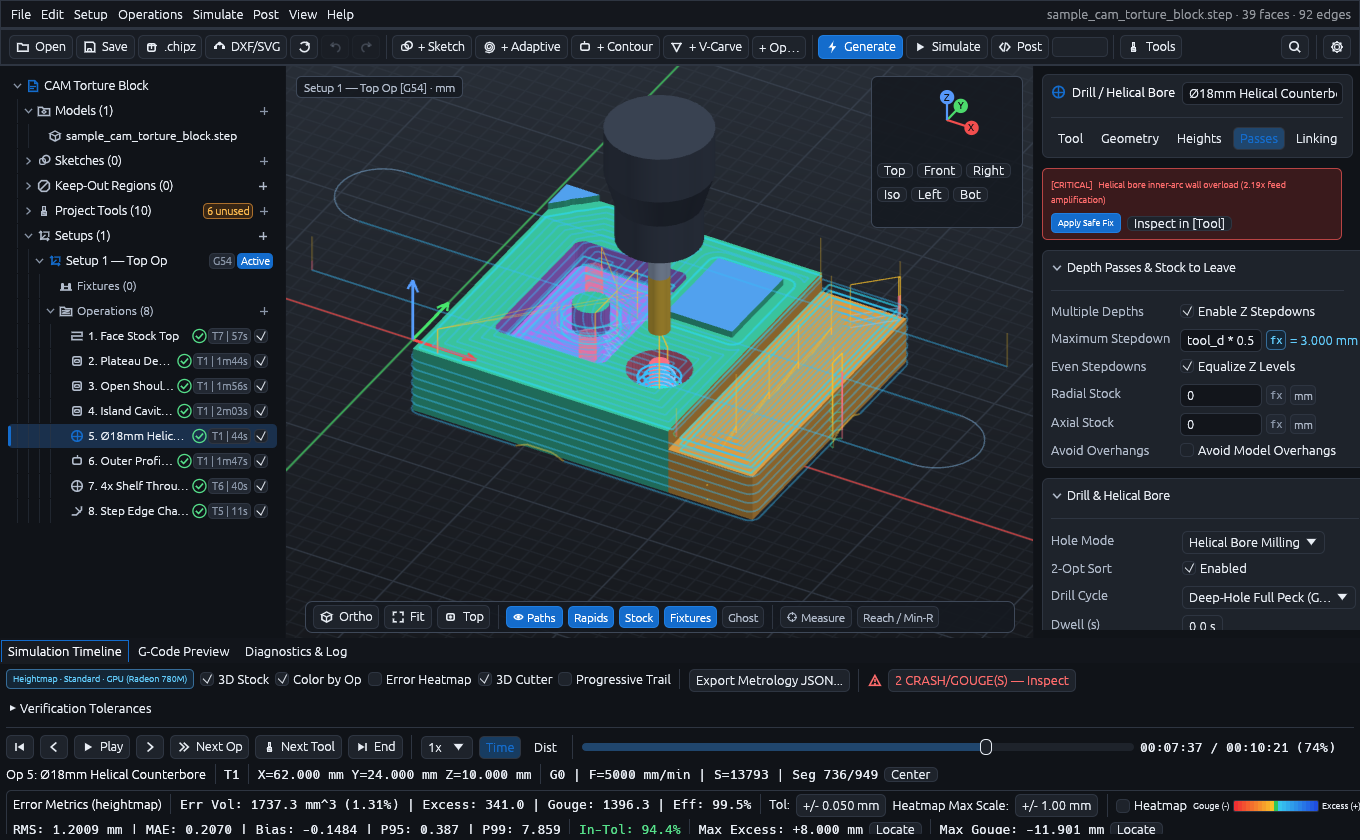 File Edit Setup Operations Simulate Post View Help
sample_cam_torture_block.step · 39 faces · 92 edges
Open Save .chipz DXF/SVG + Sketch + Adaptive + Contour + V-Carve + Op... Generate Simulate Post Tools
CAM Torture Block
Models (1) +
sample_cam_torture_block.step
Sketches (0) +
Keep-Out Regions (0) +
Project Tools (10) 6 unused +
Setups (1) +
Setup 1 — Top Op G54 Active
Fixtures (0)
Operations (8) +
1. Face Stock Top T7 | 57s
2. Plateau De... T1 | 1m44s
3. Open Shoul... T1 | 1m56s
4. Island Cavit... T1 | 2m03s
5. Ø18mm Helic... T1 | 44s
6. Outer Profi... T1 | 1m47s
7. 4x Shelf Throu... T6 | 40s
8. Step Edge Cha... T5 | 11s
Setup 1 — Top Op [G54] · mm
Z Y X
Top Front Right
Iso Left Bot
Ortho Fit Top Paths Rapids Stock Fixtures Ghost Measure Reach / Min-R
Drill / Helical Bore Ø18mm Helical Counterb
Tool Geometry Heights Passes Linking
[CRITICAL] Helical bore inner-arc wall overload (2.19x feed
amplification)
Apply Safe Fix Inspect in [Tool]
Depth Passes & Stock to Leave
Multiple Depths Enable Z Stepdowns
Maximum Stepdown tool_d * 0.5 fx = 3.000 mm
Even Stepdowns Equalize Z Levels
Radial Stock 0 fx mm
Axial Stock 0 fx mm
Avoid Overhangs Avoid Model Overhangs
Drill & Helical Bore
Hole Mode Helical Bore Milling
2-Opt Sort Enabled
Drill Cycle Deep-Hole Full Peck (G...
Dwell (s) 0.0 s
Simulation Timeline G-Code Preview Diagnostics & Log
Heightmap · Standard · GPU (Radeon 780M) 3D Stock Color by Op Error Heatmap 3D Cutter Progressive Trail Export Metrology JSON... 2 CRASH/GOUGE(S) — Inspect
Verification Tolerances
Play Next Op Next Tool End 1x Time Dist 00:07:37 / 00:10:21 (74%)
Op 5: Ø18mm Helical Counterbore T1 X=62.000 mm Y=24.000 mm Z=10.000 mm G0 | F=5000 mm/min | S=13793 | Seg 736/949 Center
Error Metrics (heightmap) Err Vol: 1737.3 mm^3 (1.31%) | Excess: 341.0 | Gouge: 1396.3 | Eff: 99.5% Tol: +/- 0.050 mm Heatmap Max Scale: +/- 1.00 mm Heatmap Gouge (-) Excess (+)
RMS: 1.2009 mm | MAE: 0.2070 | Bias: -0.1484 | P95: 0.387 | P99: 7.859 In-Tol: 94.4% Max Excess: +8.000 mm Locate Max Gouge: -11.901 mm Locate